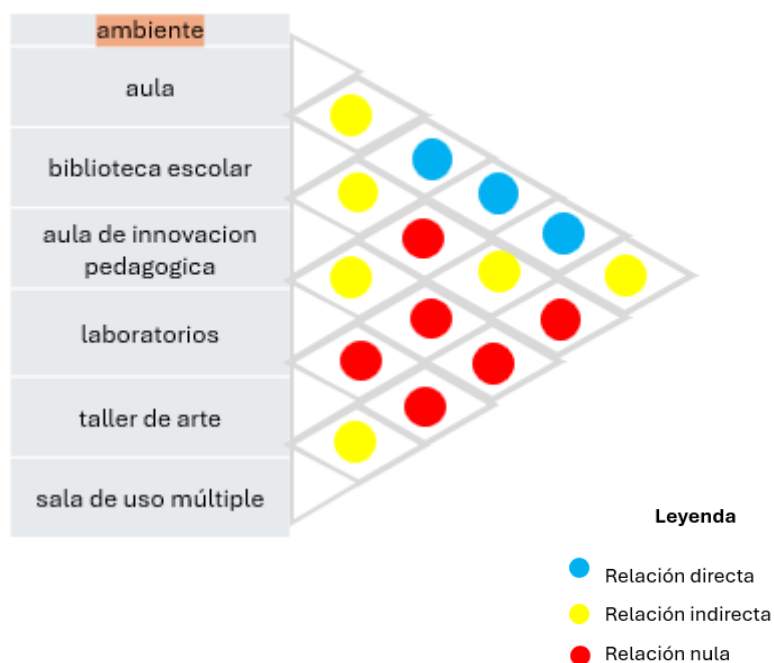 ambiente
aula
biblioteca escolar
aula de innovacion
pedagogica
laboratorios
taller de arte
sala de uso múltiple
Leyenda
Relación directa
Relación indirecta
Relación nula